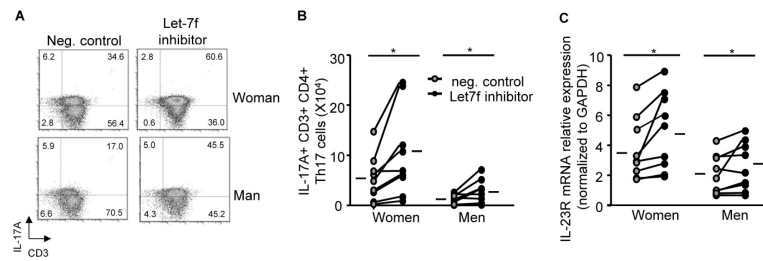 A
Neg. control
Let-7f
inhibitor
6.2
34.6
2.8
56.4
2.8
60.6
0.6
36.0
Woman
5.9
17.0
6.6
70.5
5.0
45.5
4.3
45.2
Man
IL-17A
CD3
B
IL-17A+ CD3+ CD4+
Th17 cells (X10⁴)
30
20
10
0
*
*
neg. control
Let7f inhibitor
Women
Men
C
IL-23R mRNA relative expression
(normalized to GAPDH)
10
8
6
4
2
0
*
*
Women
Men